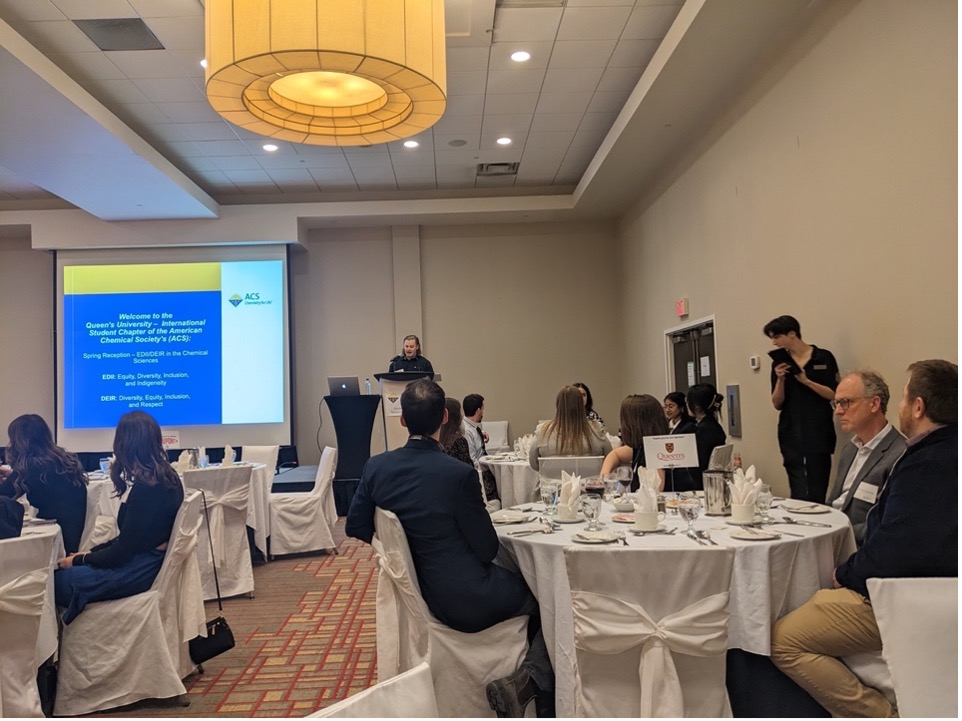 Welcome to the
Queen's University – International
Student Chapter of the American
Chemical Society's (ACS):
Spring Reception – EDII/DEIR in the Chemical
Sciences
EDII: Equity, Diversity, Inclusion,
and Indigeneity
DEIR: Diversity, Equity, Inclusion,
and Respect
ACS
Chemistry for Life
Queen's